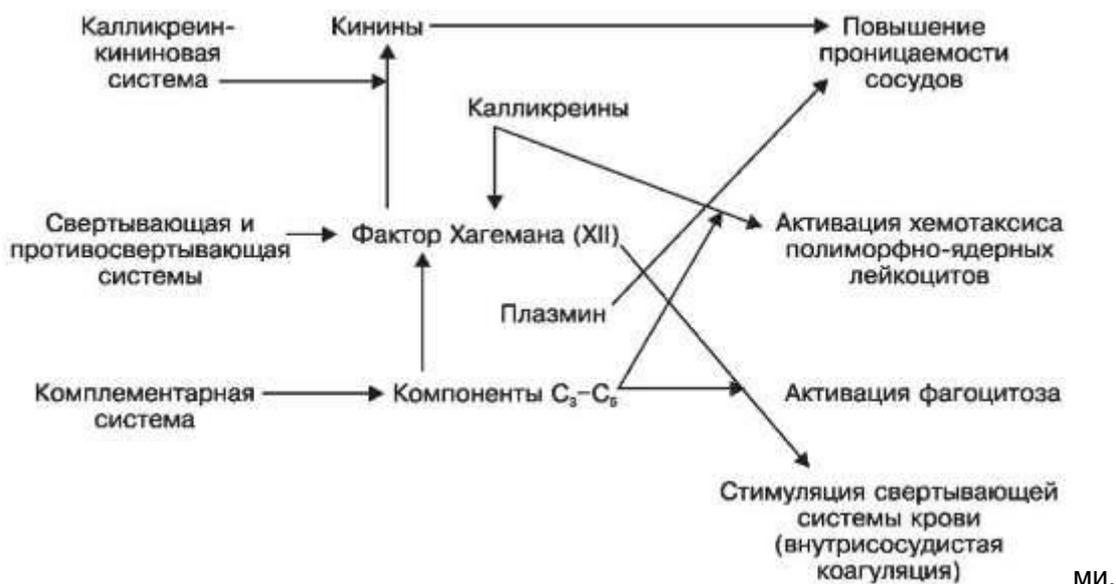 Калликреин-
кининовая
система
Кинины
Повышение
проницаемости
сосудов
Калликреины
Свертывающая и
противосвертывающая
системы
Фактор Хагемана (XII)
Активация хемотаксиса
полиморфно-ядерных
лейкоцитов
Плазмин
Комплементарная
система
Компоненты C₃–C₅
Активация фагоцитоза
Стимуляция свертывающей
системы крови
(внутрисосудистая
коагуляция)
ми.